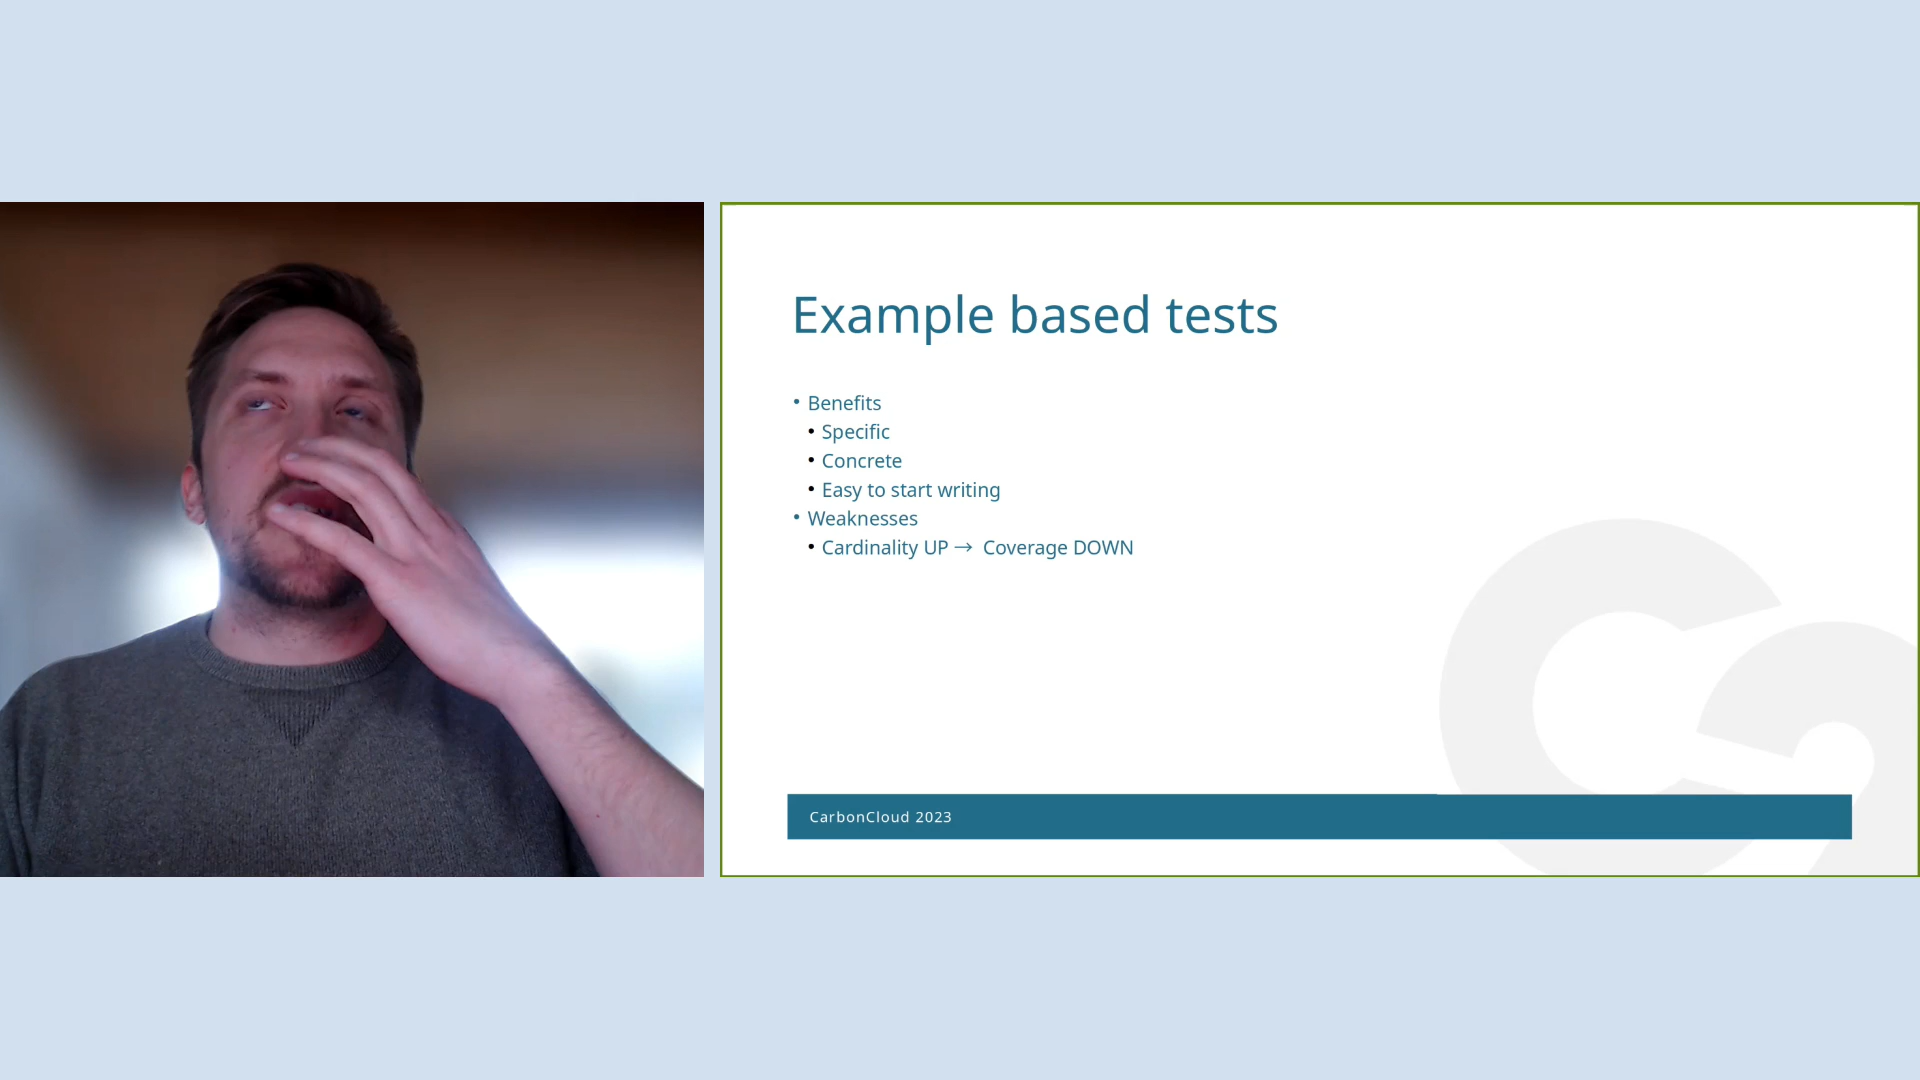 Example based tests
• Benefits
• Specific
• Concrete
• Easy to start writing
• Weaknesses
• Cardinality UP → Coverage DOWN
CarbonCloud 2023